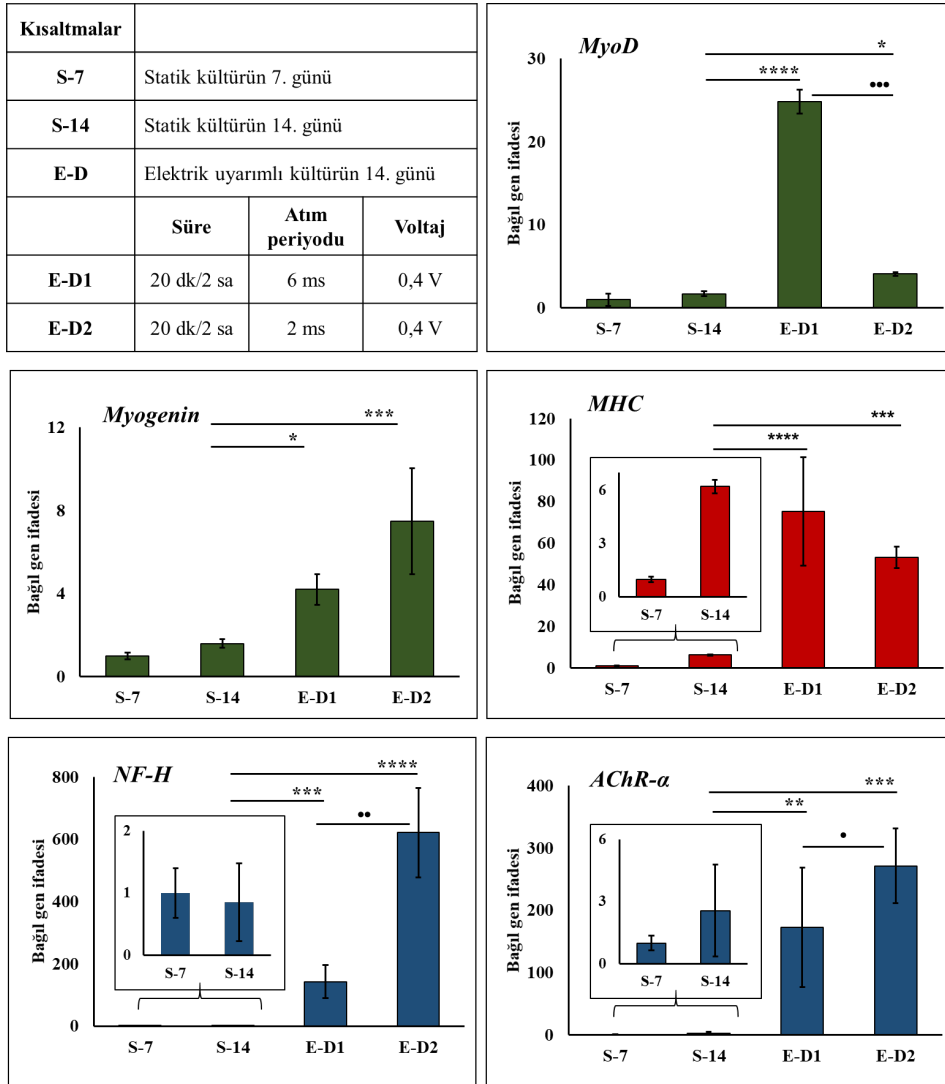 Kısaltmalar
S-7 Statik kültürün 7. günü
S-14 Statik kültürün 14. günü
E-D Elektrik uyarımlı kültürün 14. günü
Süre Atım periyodu Voltaj
E-D1 20 dk/2 sa 6 ms 0,4 V
E-D2 20 dk/2 sa 2 ms 0,4 V
MyoD
Bağıl gen ifadesi
30
20
10
0
*
****
•••
S-7 S-14 E-D1 E-D2
Myogenin
Bağıl gen ifadesi
12
8
4
0
***
*
S-7 S-14 E-D1 E-D2
MHC
Bağıl gen ifadesi
120
100
80
60
40
20
0
***
****
6
3
0
S-7 S-14
S-7 S-14 E-D1 E-D2
NF-H
Bağıl gen ifadesi
800
600
400
200
0
****
***
••
2
1
0
S-7 S-14
S-7 S-14 E-D1 E-D2
AChR-α
Bağıl gen ifadesi
400
300
200
100
0
***
**
•
6
3
0
S-7 S-14
S-7 S-14 E-D1 E-D2